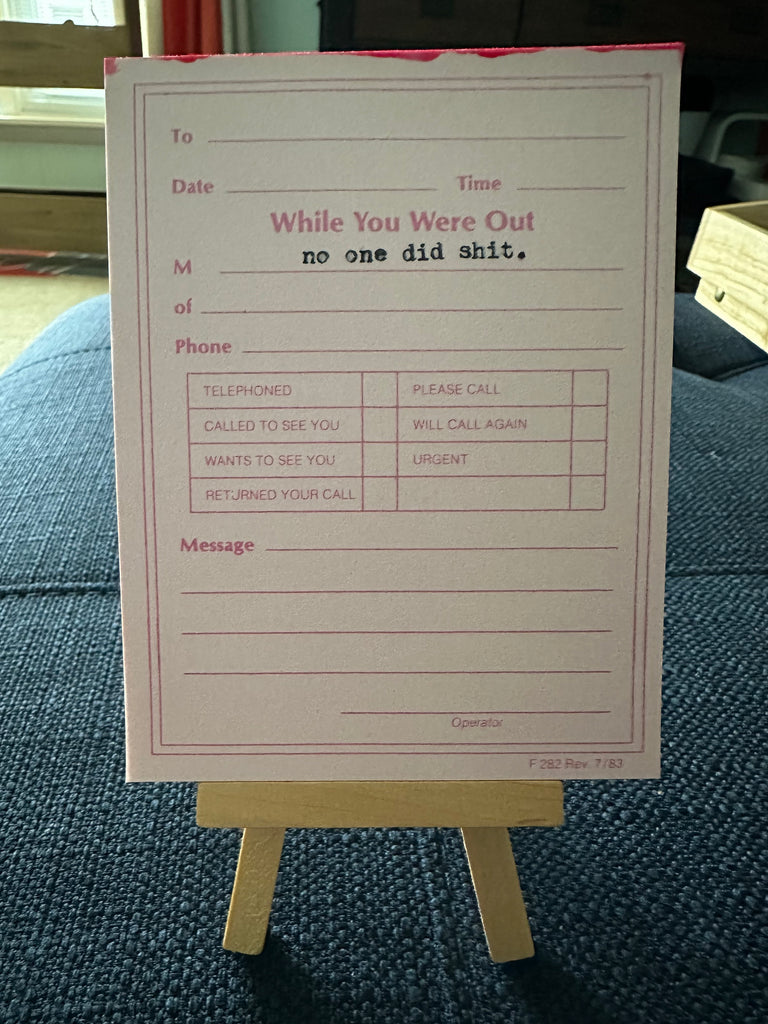 To
Date Time
While You Were Out
no one did shit.
M
of
Phone
TELEPHONED PLEASE CALL
CALLED TO SEE YOU WILL CALL AGAIN
WANTS TO SEE YOU URGENT
RETURNED YOUR CALL
Message
Operator
F 282 Rev. 7/83